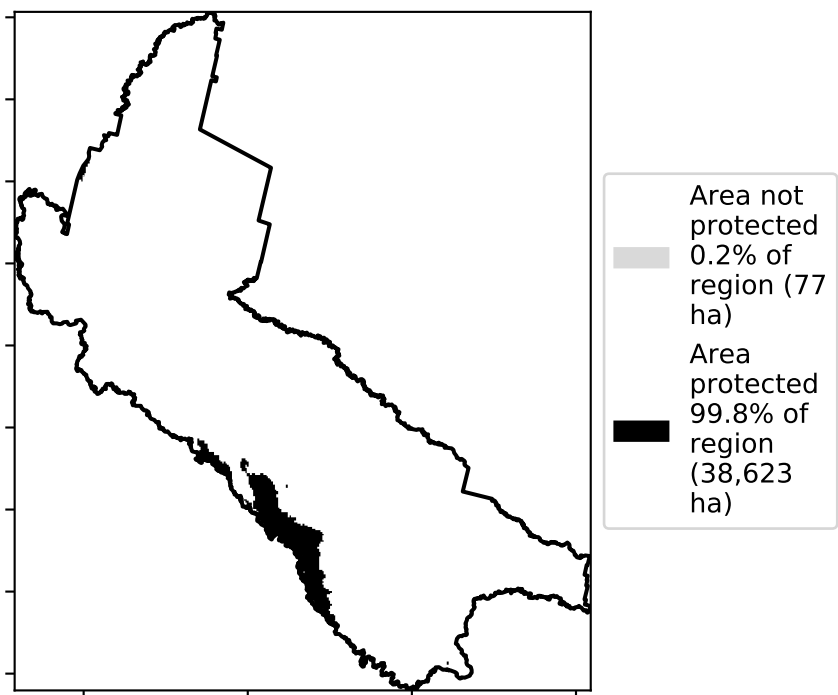 Area not
protected
0.2% of
region (77
ha)
Area
protected
99.8% of
region
(38,623
ha)